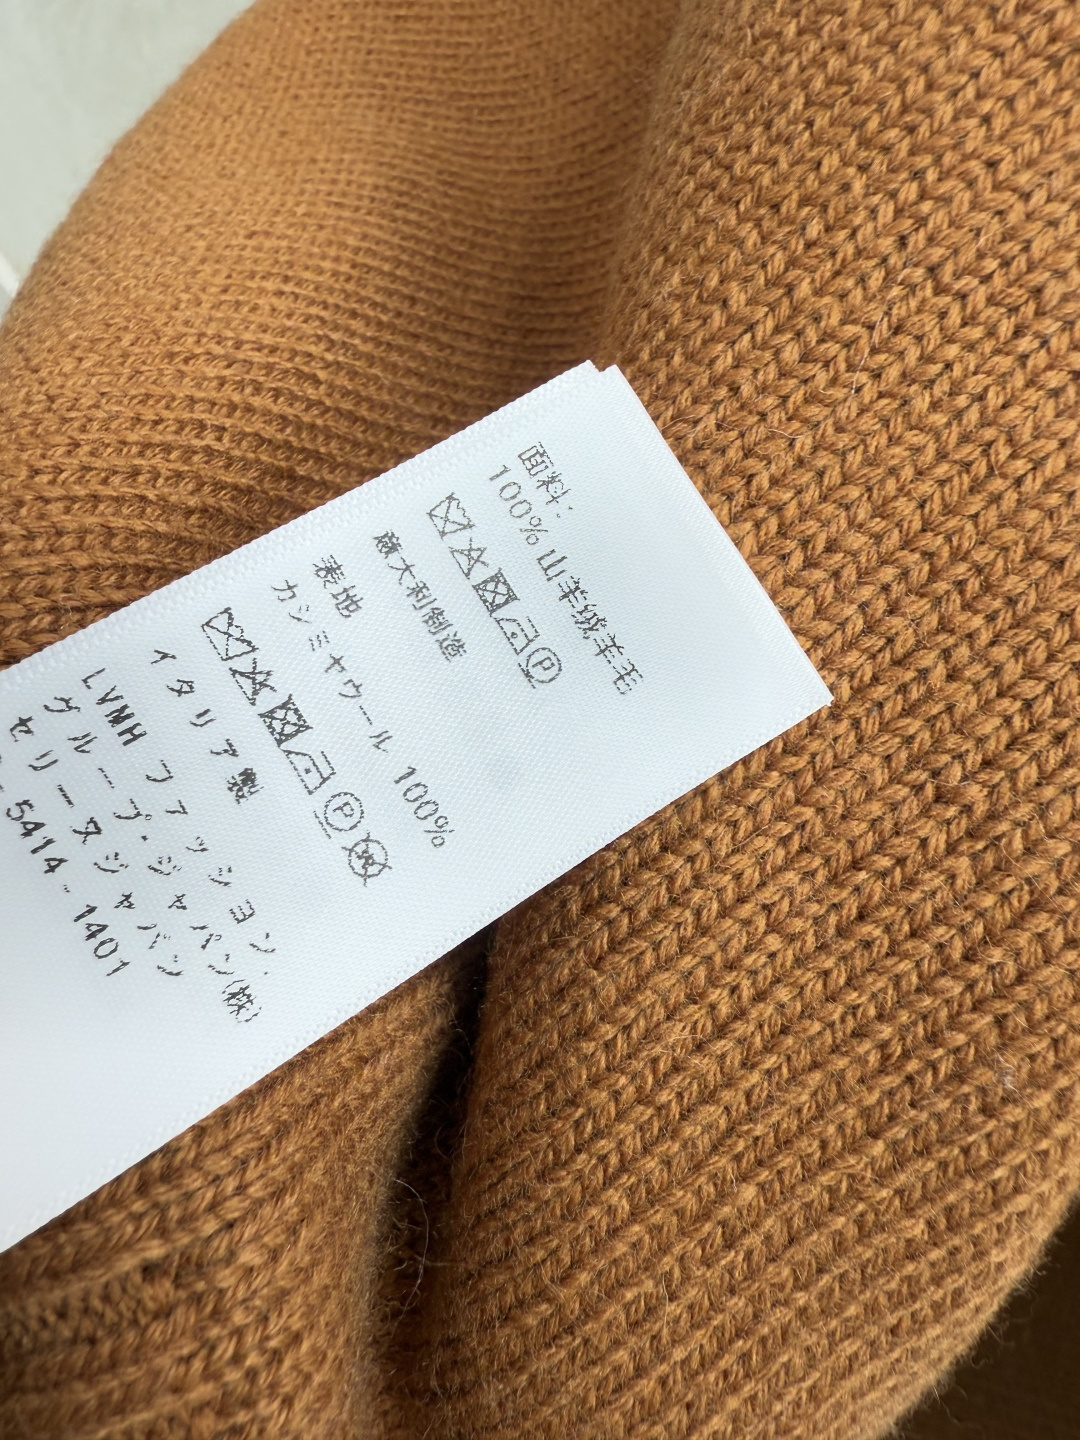 面料:
100% 山羊绒羊毛
意大利制造
表地
カシミヤウール 100%
イタリア製
LVMH ファッション
グループ・ジャパン(株)
セリーヌジャパン
5414-1401